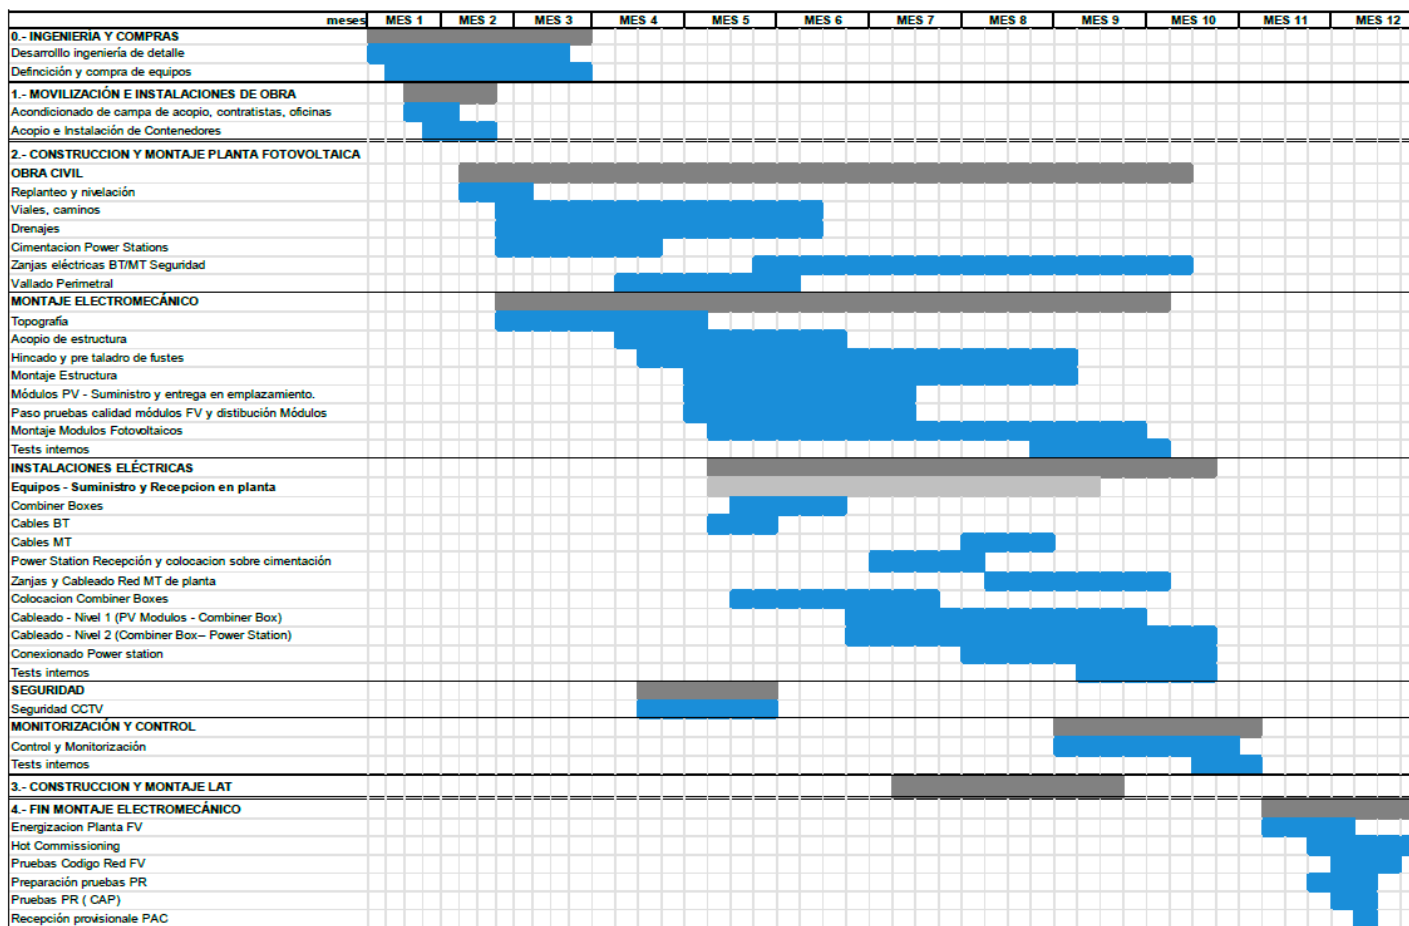 meses MES 1 MES 2 MES 3 MES 4 MES 5 MES 6 MES 7 MES 8 MES 9 MES 10 MES 11 MES 12
0.- INGENIERÍA Y COMPRAS
Desarrolllo ingeniería de detalle
Defincición y compra de equipos
1.- MOVILIZACIÓN E INSTALACIONES DE OBRA
Acondicionado de campa de acopio, contratistas, oficinas
Acopio e Instalación de Contenedores
2.- CONSTRUCCION Y MONTAJE PLANTA FOTOVOLTAICA
OBRA CIVIL
Replanteo y nivelación
Viales, caminos
Drenajes
Cimentacion Power Stations
Zanjas eléctricas BT/MT Seguridad
Vallado Perimetral
MONTAJE ELECTROMECÁNICO
Topografía
Acopio de estructura
Hincado y pre taladro de fustes
Montaje Estructura
Módulos PV - Suministro y entrega en emplazamiento.
Paso pruebas calidad módulos FV y distibución Módulos
Montaje Modulos Fotovoltaicos
Tests internos
INSTALACIONES ELÉCTRICAS
Equipos - Suministro y Recepcion en planta
Combiner Boxes
Cables BT
Cables MT
Power Station Recepción y colocacion sobre cimentación
Zanjas y Cableado Red MT de planta
Colocacion Combiner Boxes
Cableado - Nivel 1 (PV Modulos - Combiner Box)
Cableado - Nivel 2 (Combiner Box– Power Station)
Conexionado Power station
Tests internos
SEGURIDAD
Seguridad CCTV
MONITORIZACIÓN Y CONTROL
Control y Monitorización
Tests internos
3.- CONSTRUCCION Y MONTAJE LAT
4.- FIN MONTAJE ELECTROMECÁNICO
Energizacion Planta FV
Hot Commissioning
Pruebas Codigo Red FV
Preparación pruebas PR
Pruebas PR ( CAP)
Recepción provisionale PAC